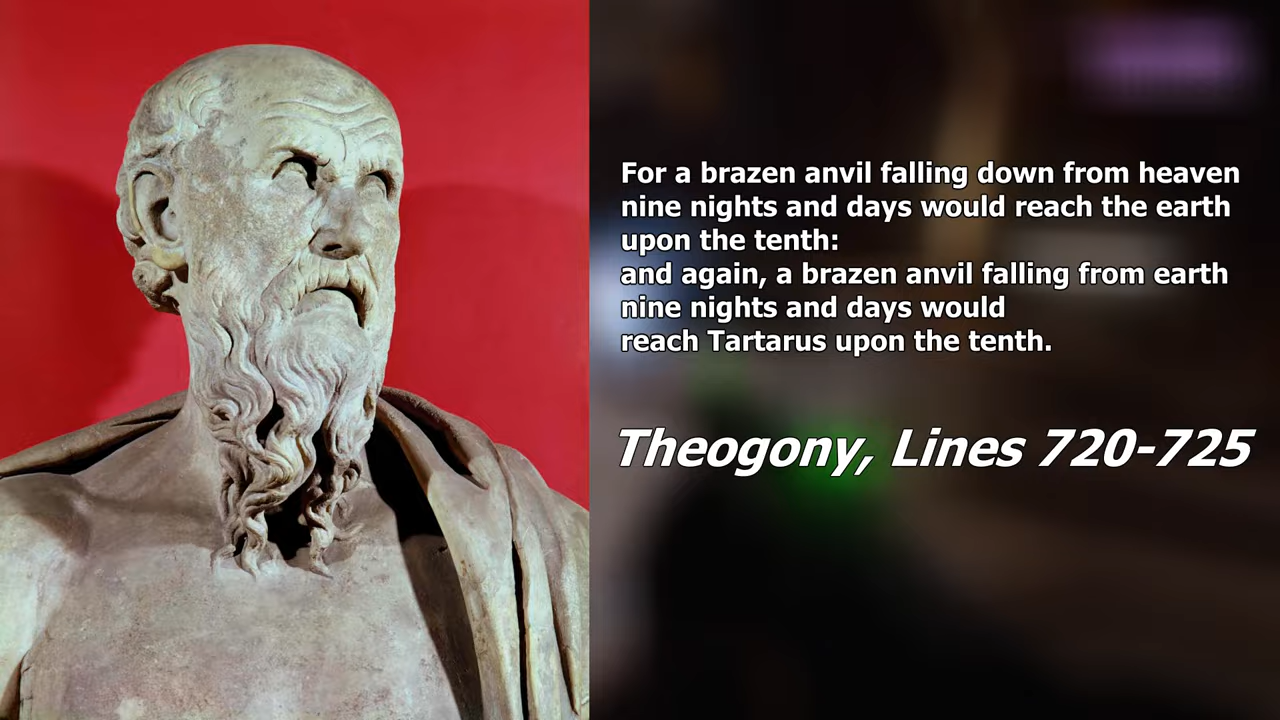 For a brazen anvil falling down from heaven
nine nights and days would reach the earth
upon the tenth:
and again, a brazen anvil falling from earth
nine nights and days would
reach Tartarus upon the tenth.
Theogony, Lines 720-725